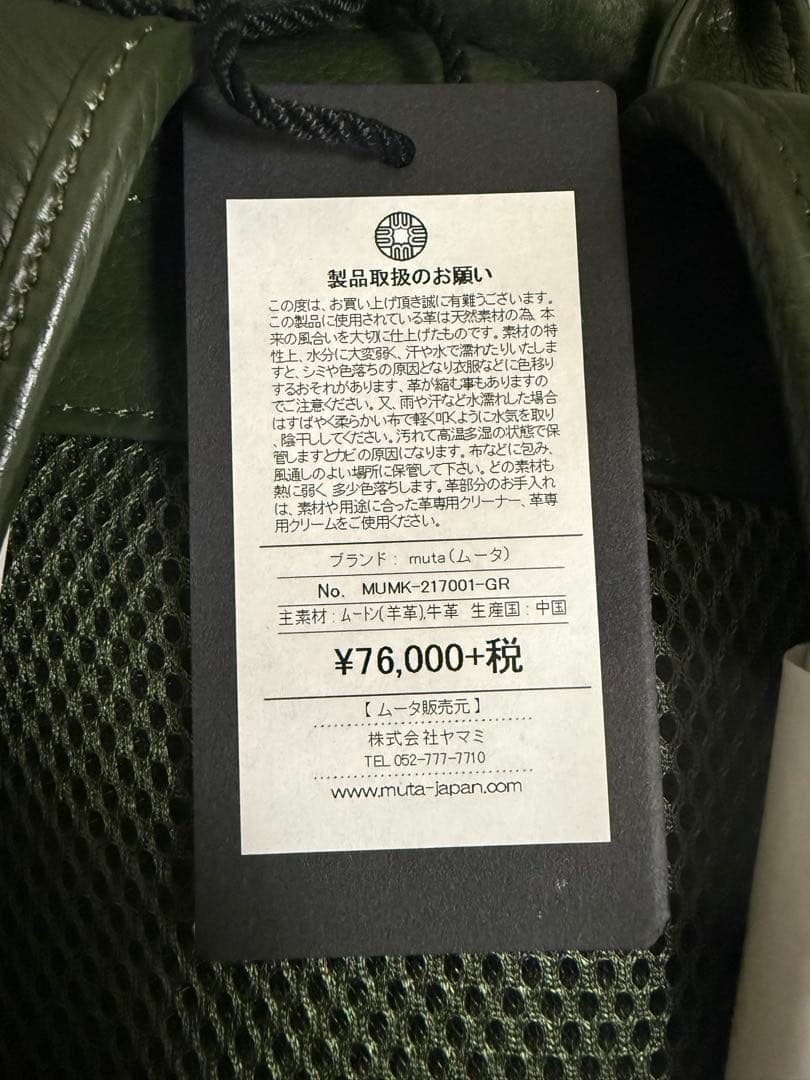 製品取扱のお願い
この度は、お買い上げ頂き誠に有難うございます。
この製品に使用されている革は天然素材の為、本
来の風合いを大切に仕上げたものです。素材の特
性上、水分に大変弱く、汗や水で濡れたりいたしま
すと、シミや色落ちの原因となり衣服などに色移り
するおそれがあります、革が縮む事もありますの
でご注意ください。又、雨や汗など水濡れした場合
はすばやく柔らかい布で軽く叩くように水気を取り
、陰干ししてください。汚れて高温多湿の状態で保
管しますとカビの原因になります。布などに包み、
風通しのよい場所に保管して下さい。どの素材も
熱に弱く、多少色落ちします。革部分のお手入れ
は、素材や用途に合った革専用クリーナー、革専
用クリームをご使用ください。
ブランド： muta(ムータ)
No. MUMK-217001-GR
主素材：ムートン(羊革),牛革 生産国：中国
¥76,000+税
【 ムータ販売元 】
株式会社ヤマミ
TEL 052-777-7710
www.muta-japan.com